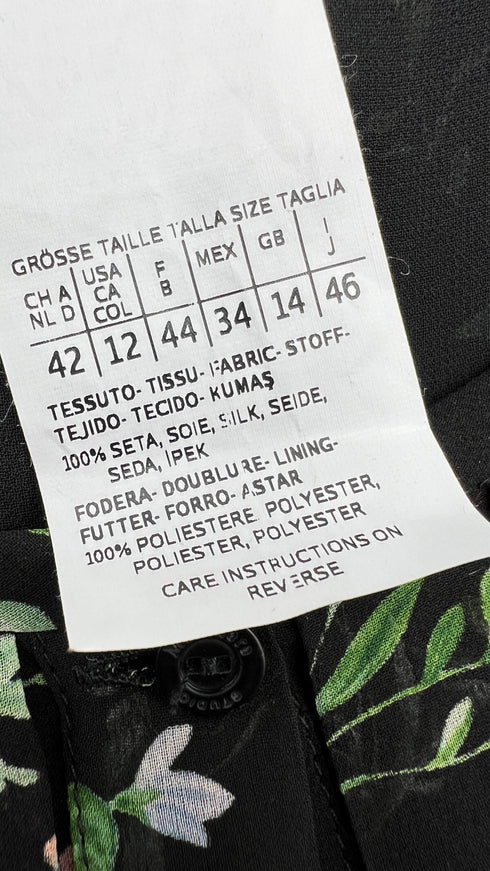 GRÖSSE TAILLE TALLA SIZE TAGLIA
CH A NL D USA CA COL F B MEX GB I J
42 12 44 34 14 46
TESSUTO- TISSU- FABRIC- STOFF-
TEJIDO- TECIDO- KUMAŞ
100% SETA, SOIE, SILK, SEIDE,
SEDA, IPEK
FODERA- DOUBLURE- LINING-
FUTTER- FORRO- ASTAR
100% POLIESTERE, POLYESTER,
POLIESTER, POLYESTER
CARE INSTRUCTIONS ON
REVERSE
STUDIO